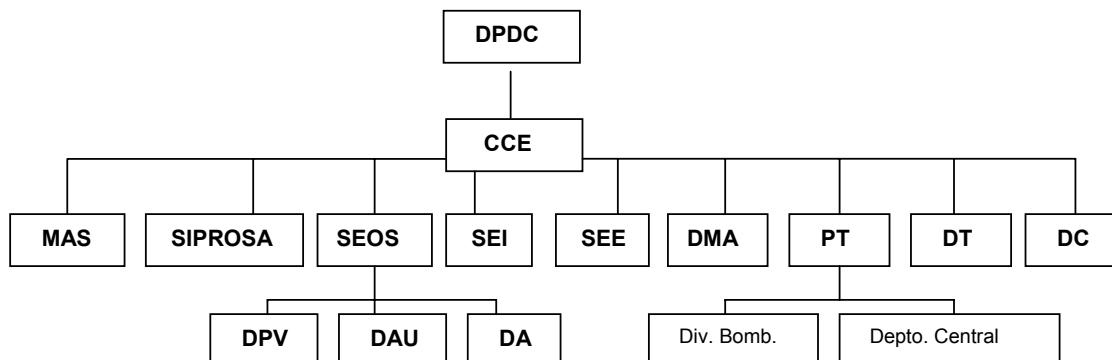 DPDC
CCE
MAS SIPROSA SEOS SEI SEE DMA PT DT DC
DPV DAU DA Div. Bomb. Depto. Central